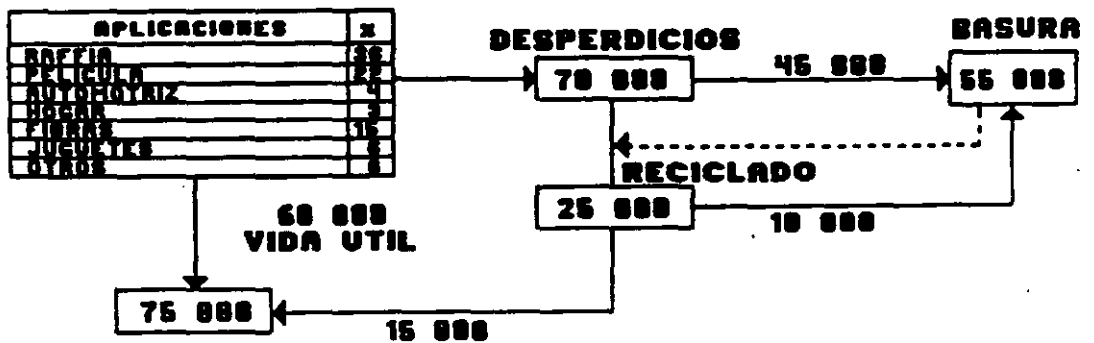 APLICACIONES %
RAFFIA
PELICULA
AUTOMOTRIZ 4
HOGAR 3
FIBRAS 15
JUGUETES
OTROS
DESPERDICIOS
70 000
45 000
BASURA
55 000
RECICLADO
25 000
10 000
60 000
VIDA UTIL
75 000
15 000